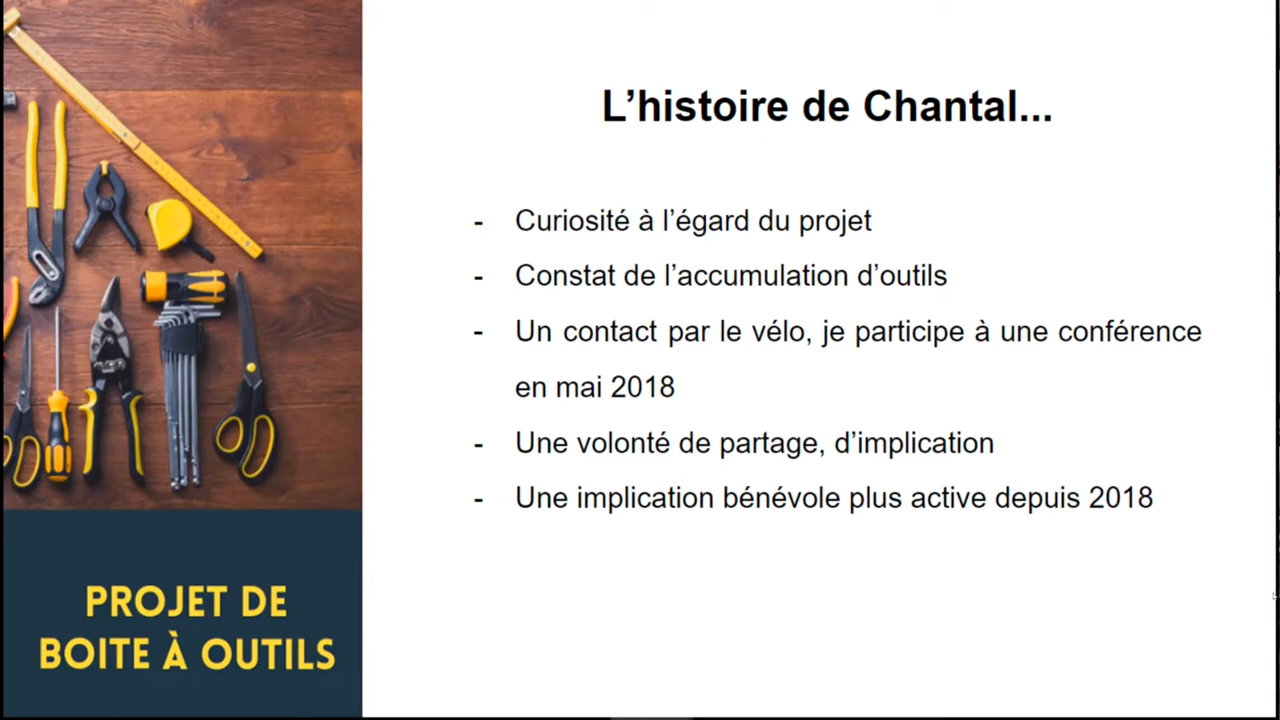 L’histoire de Chantal...
- Curiosité à l’égard du projet
- Constat de l’accumulation d’outils
- Un contact par le vélo, je participe à une conférence
en mai 2018
- Une volonté de partage, d’implication
- Une implication bénévole plus active depuis 2018
PROJET DE
BOITE À OUTILS